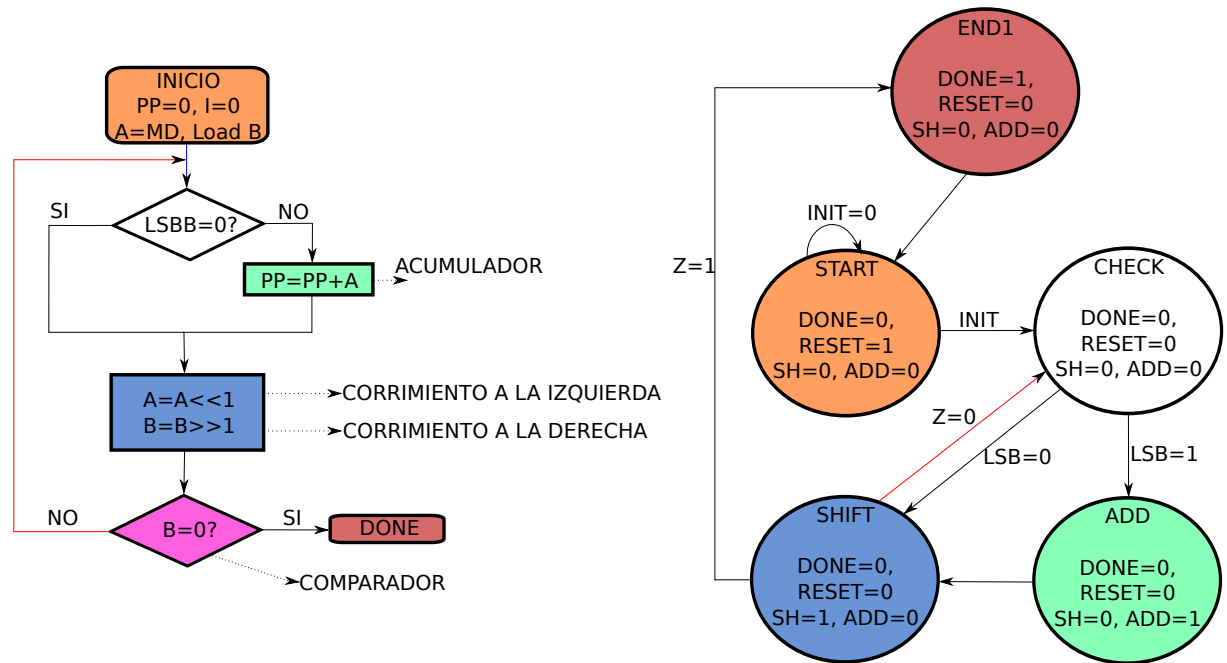 INICIO
PP=0, I=0
A=MD, Load B
SI
LSBB=0?
NO
PP=PP+A
ACUMULADOR
A=A<<1
B=B>>1
CORRIMIENTO A LA IZQUIERDA
CORRIMIENTO A LA DERECHA
NO
B=0?
SI
DONE
COMPARADOR
END1
DONE=1,
RESET=0
SH=0, ADD=0
INIT=0
Z=1
START
DONE=0,
RESET=1
SH=0, ADD=0
INIT
CHECK
DONE=0,
RESET=0
SH=0, ADD=0
Z=0
LSB=0
LSB=1
SHIFT
DONE=0,
RESET=0
SH=1, ADD=0
ADD
DONE=0,
RESET=0
SH=0, ADD=1